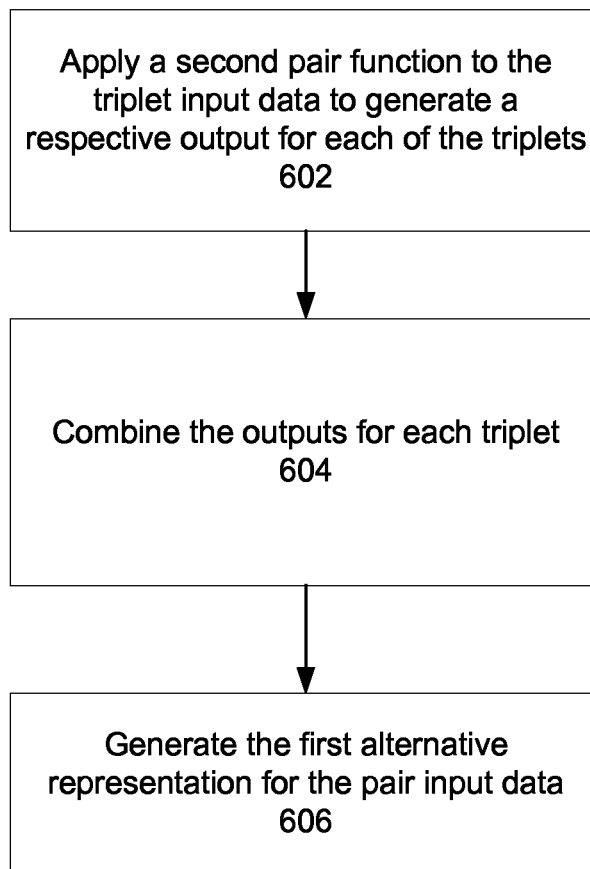 Apply a second pair function to the
triplet input data to generate a
respective output for each of the triplets
602
Combine the outputs for each triplet
604
Generate the first alternative
representation for the pair input data
606